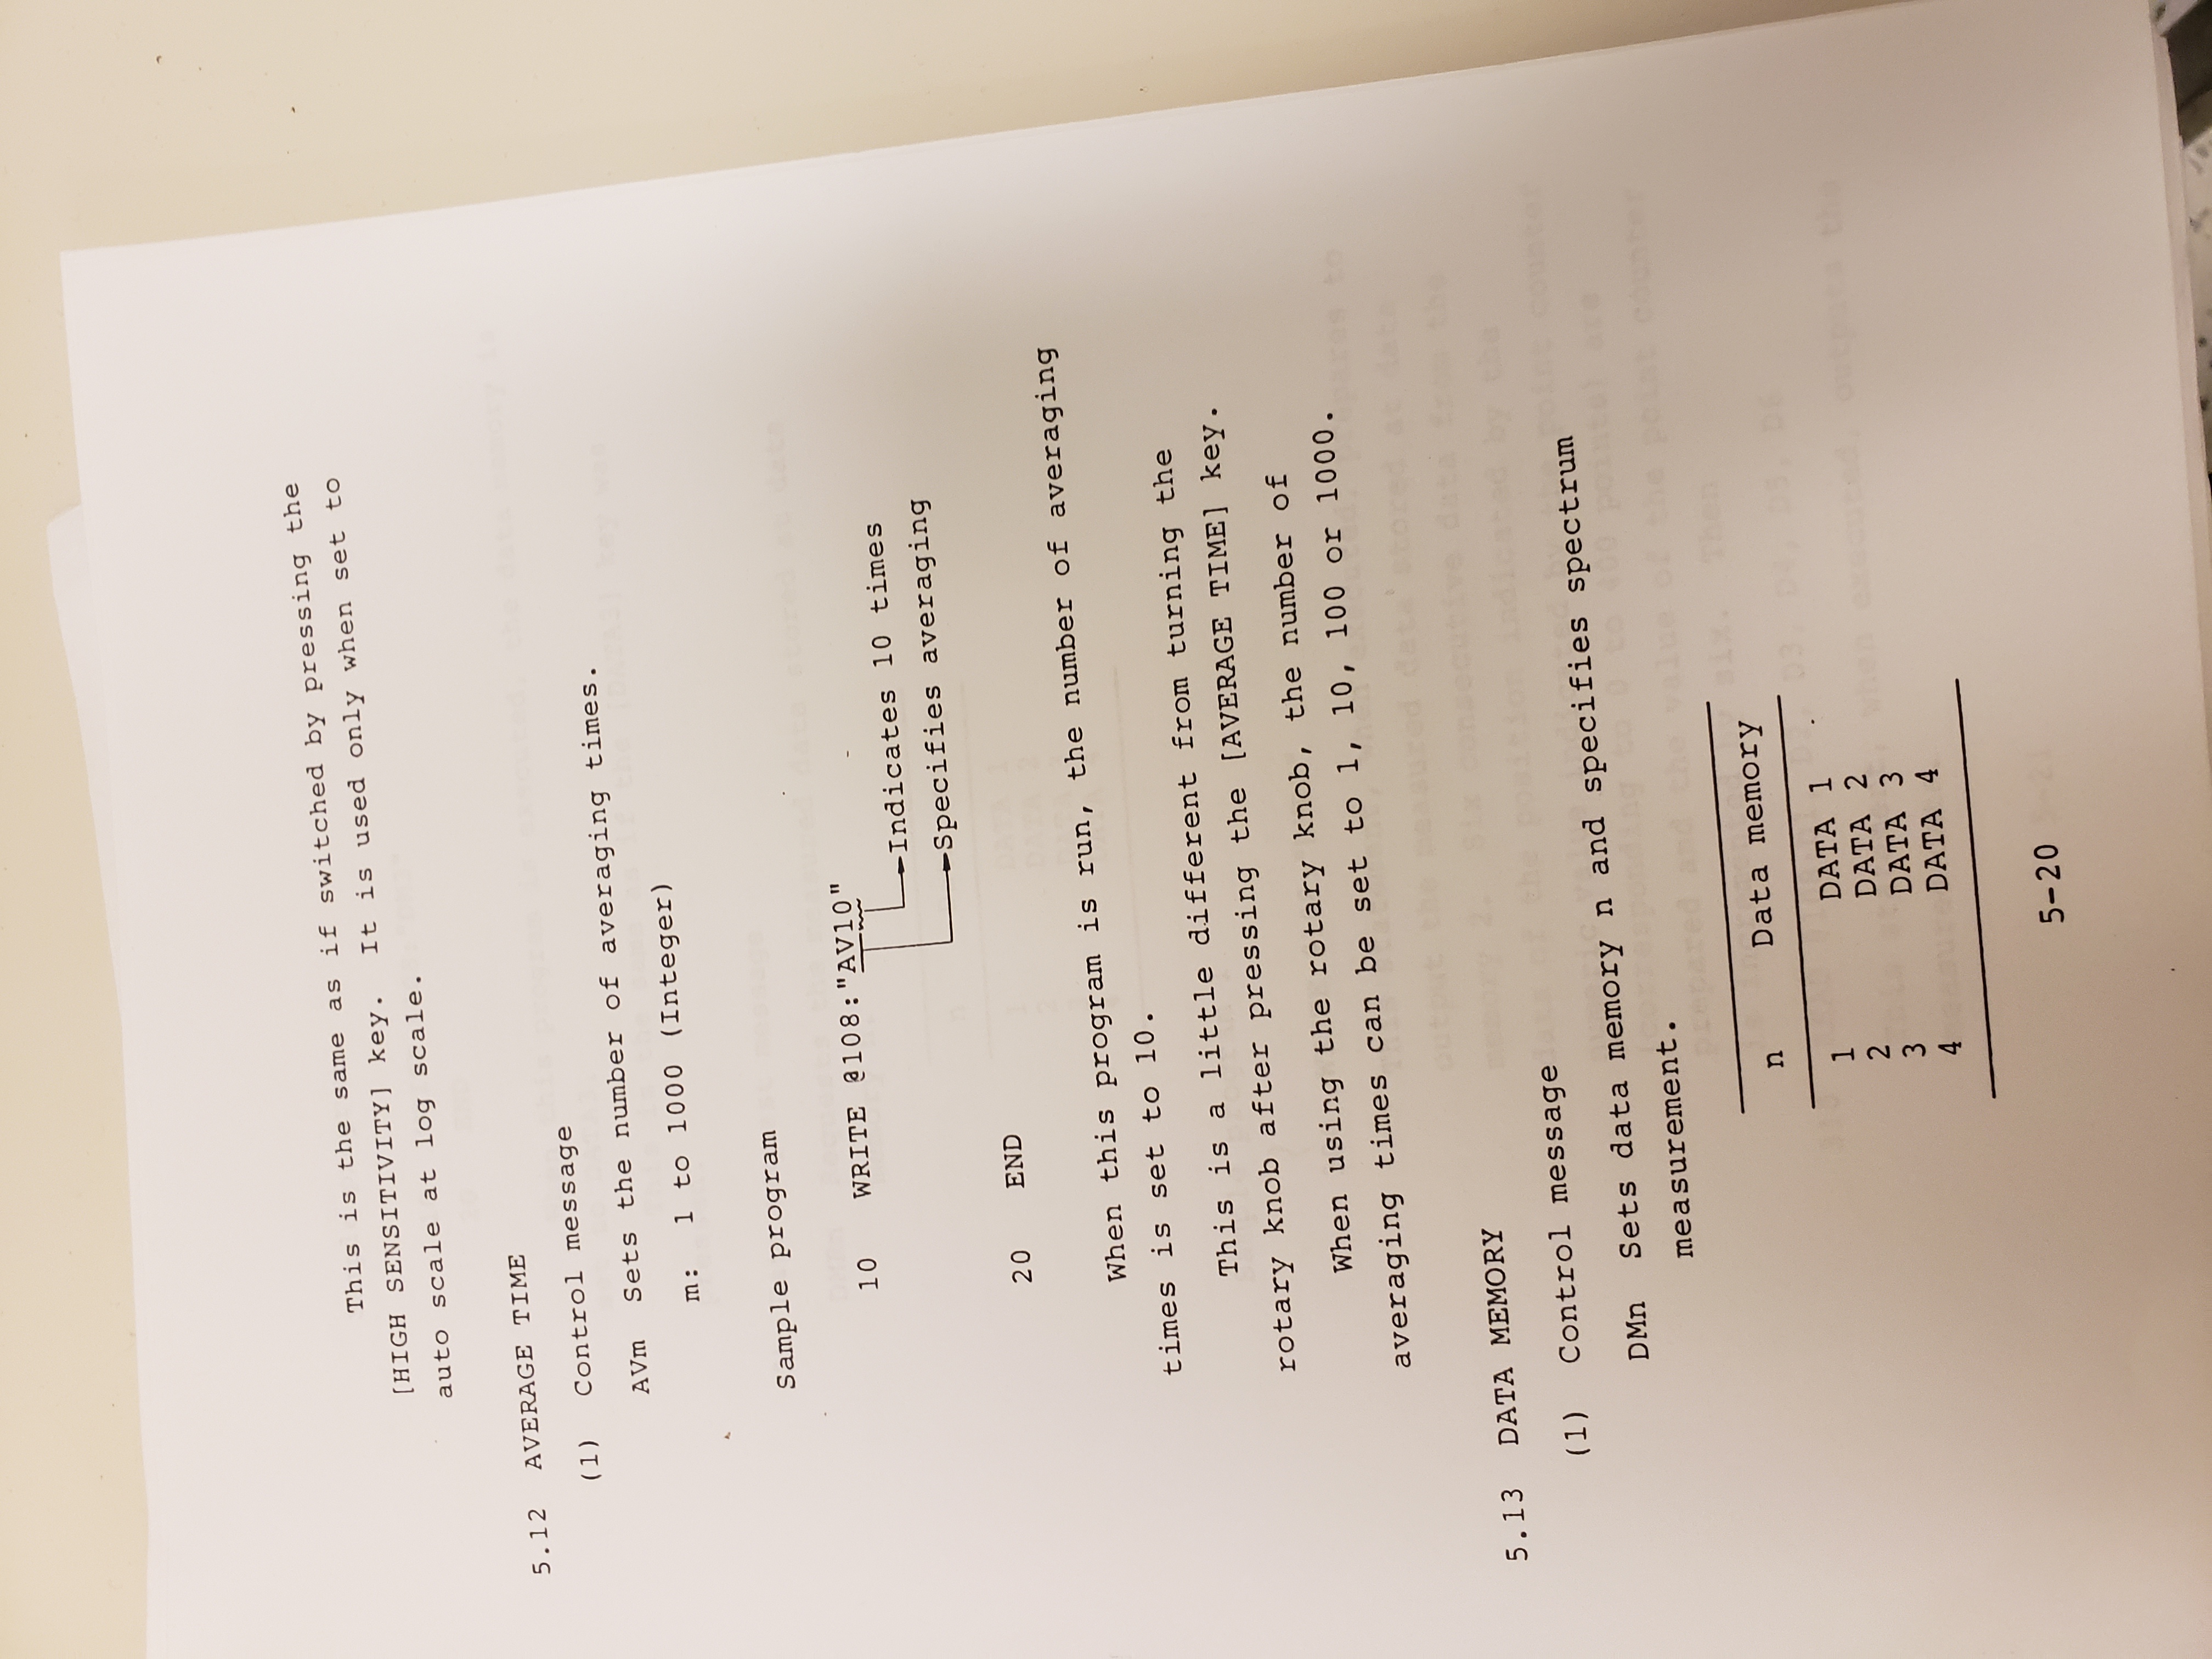 This is the same as if switched by pressing the
[HIGH SENSITIVITY] key. It is used only when set to
auto scale at log scale.
5.12 AVERAGE TIME
(1) Control message
AVm Sets the number of averaging times.
m: 1 to 1000 (Integer)
Sample program
10 WRITE @108:"AV10"
Indicates 10 times
Specifies averaging
20 END
When this program is run, the number of averaging
times is set to 10.
This is a little different from turning the
rotary knob after pressing the [AVERAGE TIME] key.
When using the rotary knob, the number of
averaging times can be set to 1, 10, 100 or 1000.
5.13 DATA MEMORY
(1) Control message
DMn Sets data memory n and specifies spectrum
measurement.
n Data memory
1 DATA 1
2 DATA 2
3 DATA 3
4 DATA 4
5-20